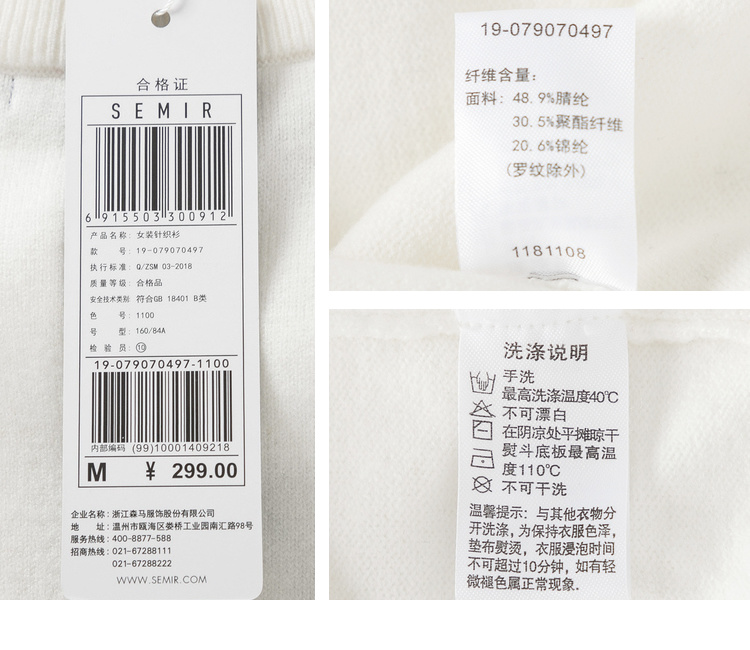 合格证
SEMIR
6 915503 300912
产品名称: 女装针织衫
款 号: 19-079070497
执行标准: Q/ZSM 03-2018
质量等级: 合格品
安全技术类别 符合GB 18401 B类
色 号: 1100
号 型: 160/84A
检 验 员: ⑩
19-079070497-1100
内部编码 (99)10001409218
M ¥ 299.00
企业名称: 浙江森马服饰股份有限公司
地 址: 温州市瓯海区娄桥工业园南汇路98号
服务热线: 400-8877-588
招商热线: 021-67288111
021-67288222
WWW.SEMIR.COM
19-079070497
纤维含量:
面料: 48.9%腈纶
30.5%聚酯纤维
20.6%锦纶
(罗纹除外)
1181108
洗涤说明
手洗
最高洗涤温度40℃
不可漂白
在阴凉处平摊晾干
熨斗底板最高温
度110℃
不可干洗
温馨提示: 与其他衣物分
开洗涤, 为保持衣服色泽,
垫布熨烫, 衣服浸泡时间
不可超过10分钟, 如有轻
微褪色属正常现象.